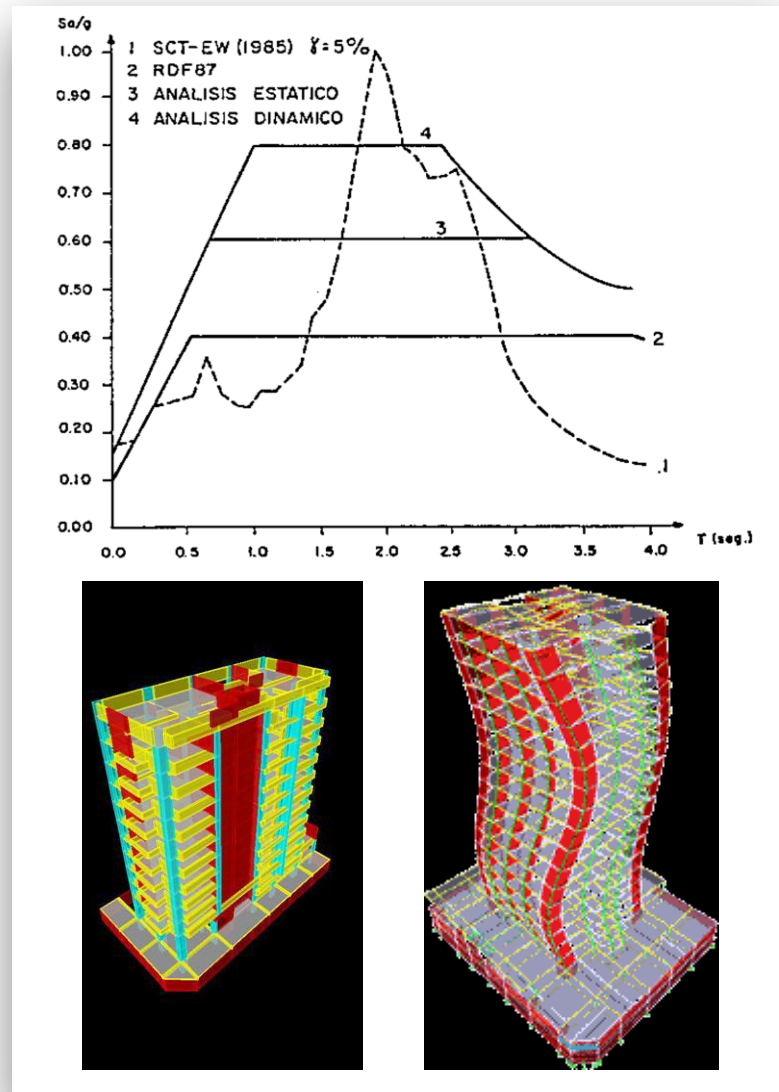 Sa/g
1 SCT-EW (1985) ξ=5%
2 RDF87
3 ANALISIS ESTATICO
4 ANALISIS DINAMICO
1.00
0.90
0.80
0.60
0.50
0.40
0.30
0.20
0.10
0.00
4
3
2
1
0.0 0.5 1.0 1.5 2.0 2.5 3.0 3.5 4.0
T (seg.)